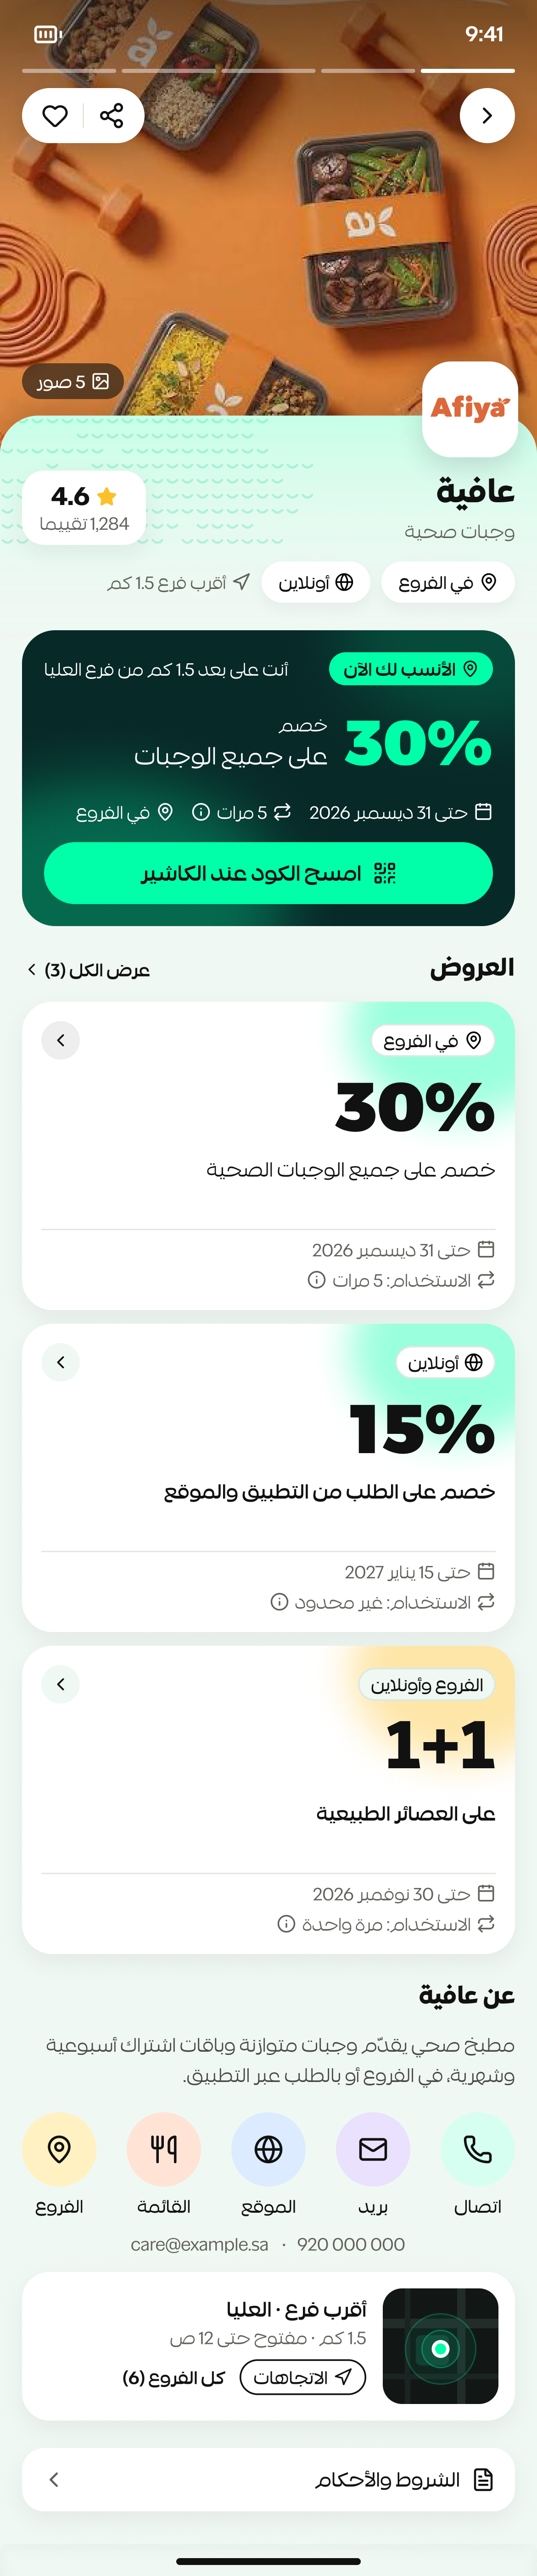 9:41
5 صور
Afiya
عافية
وجبات صحية
4.6
1,284 تقييما
في الفروع
أونلاين
أقرب فرع 1.5 كم
الأنسب لك الآن
أنت على بعد 1.5 كم من فرع العليا
30%
خصم
على جميع الوجبات
حتى 31 ديسمبر 2026
5 مرات
في الفروع
امسح الكود عند الكاشير
العروض
عرض الكل (3)
في الفروع
30%
خصم على جميع الوجبات الصحية
حتى 31 ديسمبر 2026
الاستخدام: 5 مرات
أونلاين
15%
خصم على الطلب من التطبيق والموقع
حتى 15 يناير 2027
الاستخدام: غير محدود
الفروع وأونلاين
1+1
على العصائر الطبيعية
حتى 30 نوفمبر 2026
الاستخدام: مرة واحدة
عن عافية
مطبخ صحي يقدّم وجبات متوازنة وباقات اشتراك أسبوعية
وشهرية، في الفروع أو بالطلب عبر التطبيق.
اتصال
بريد
الموقع
القائمة
الفروع
920 000 000 · care@example.sa
أقرب فرع · العليا
1.5 كم · مفتوح حتى 12 ص
الاتجاهات
كل الفروع (6)
الشروط والأحكام